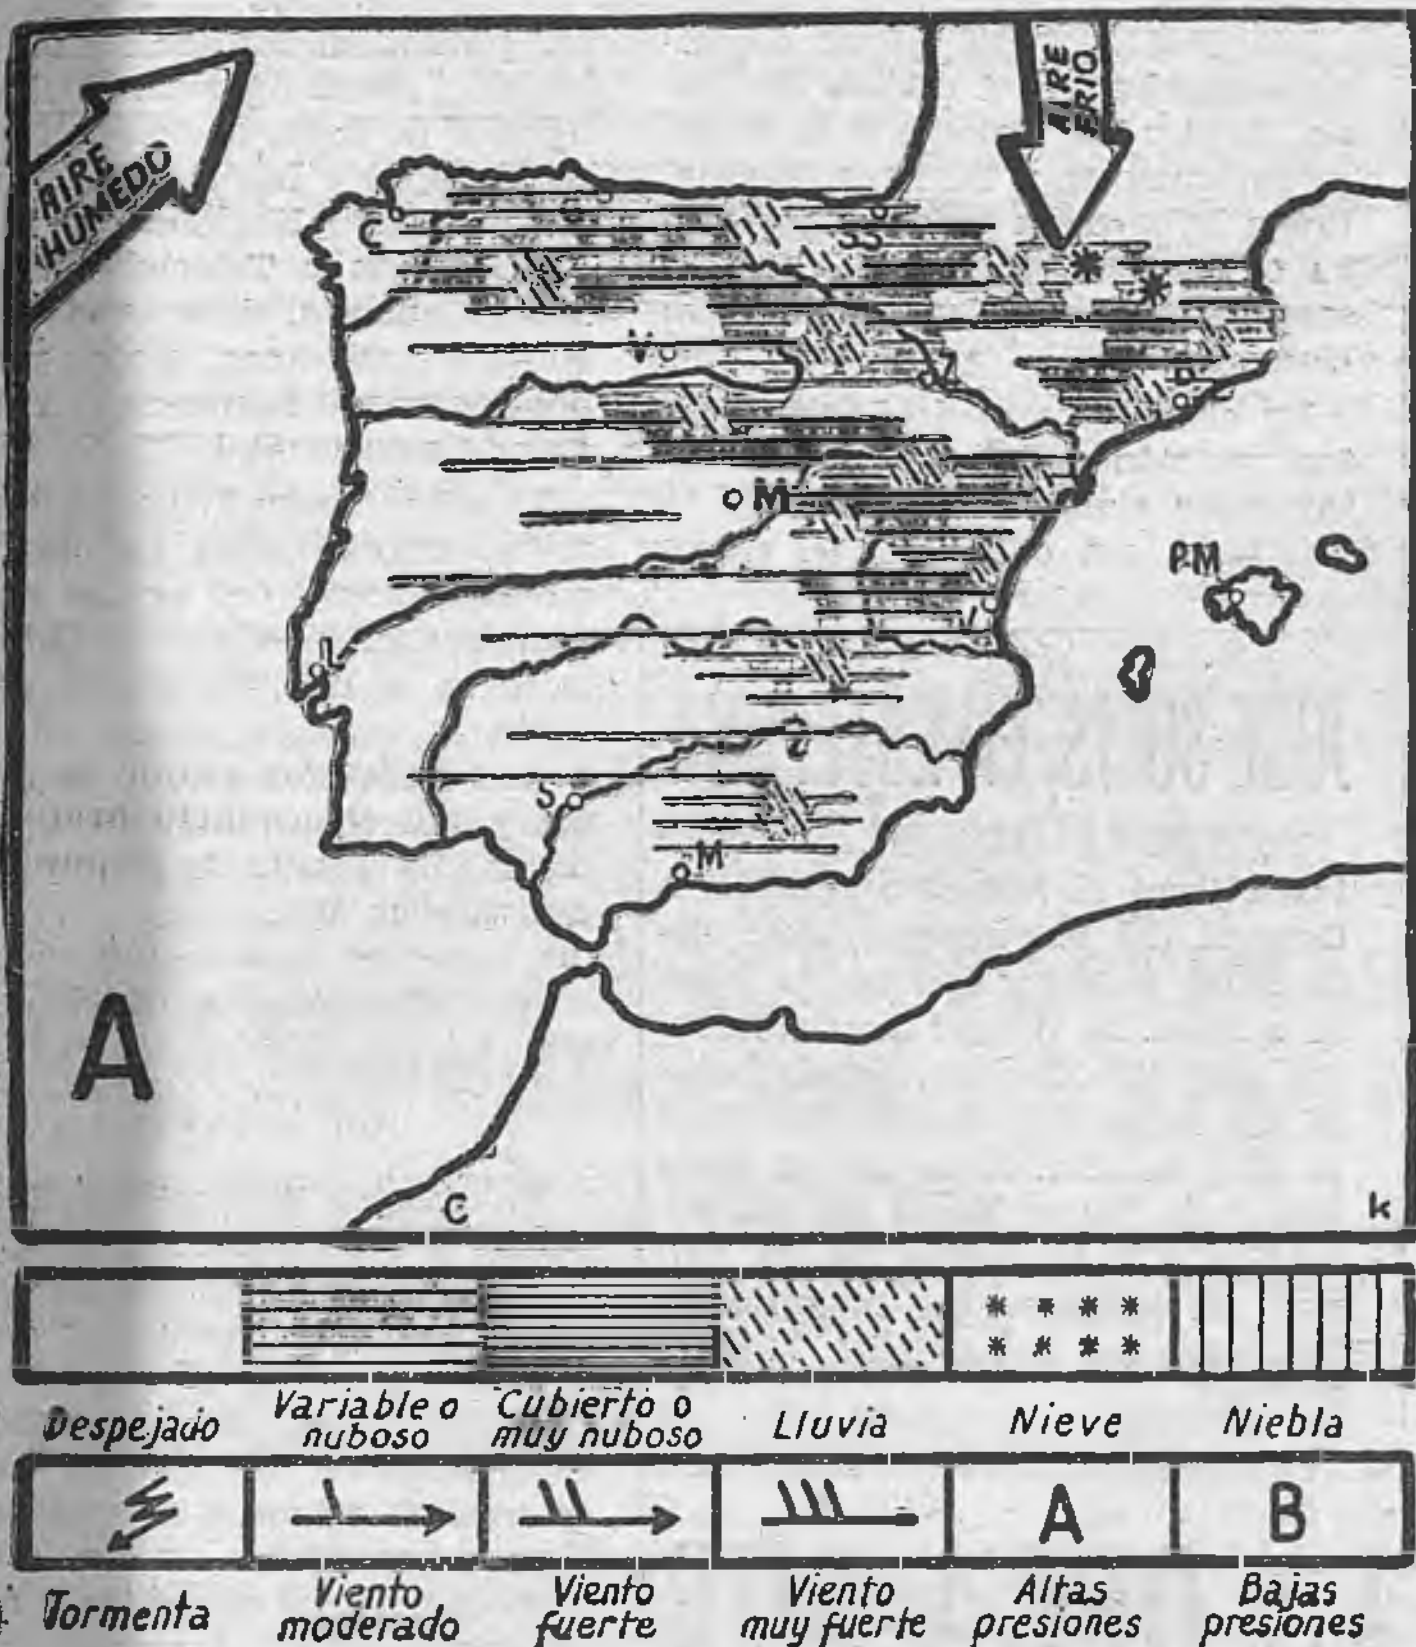 AIRE
HUMEDO
AIRE
FRIO
C
G
SS
V
Z
B
M
P.M
V
L
S
M
A
C
k
Despejado
Variable o
nuboso
Cubierto o
muy nuboso
Lluvia
Nieve
Niebla
A
B
Tormenta
Viento
moderado
Viento
fuerte
Viento
muy fuerte
Altas
presiones
Bajas
presiones